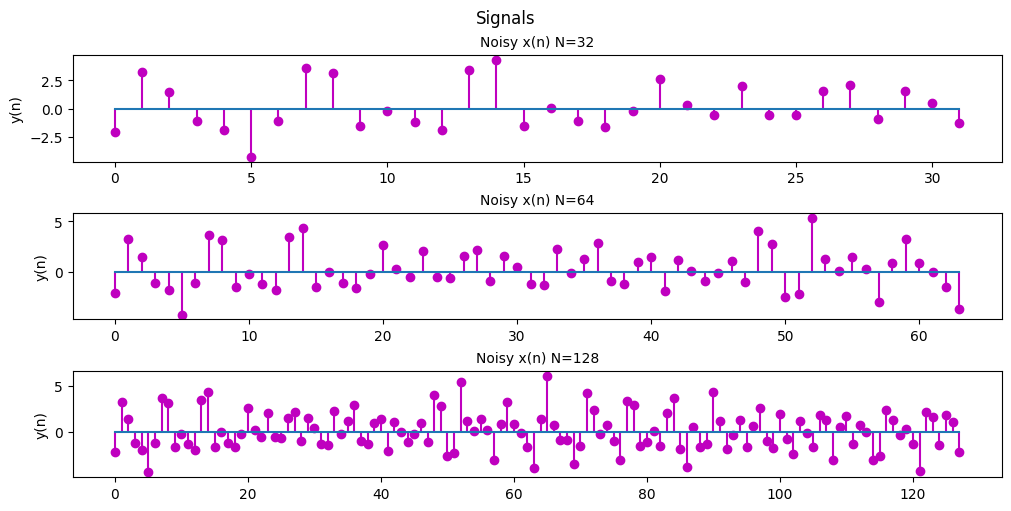 Signals
Noisy x(n) N=32
y(n)
2.5
0.0
−2.5
0 5 10 15 20 25 30
Noisy x(n) N=64
y(n)
5
0
0 10 20 30 40 50 60
Noisy x(n) N=128
y(n)
5
0
0 20 40 60 80 100 120